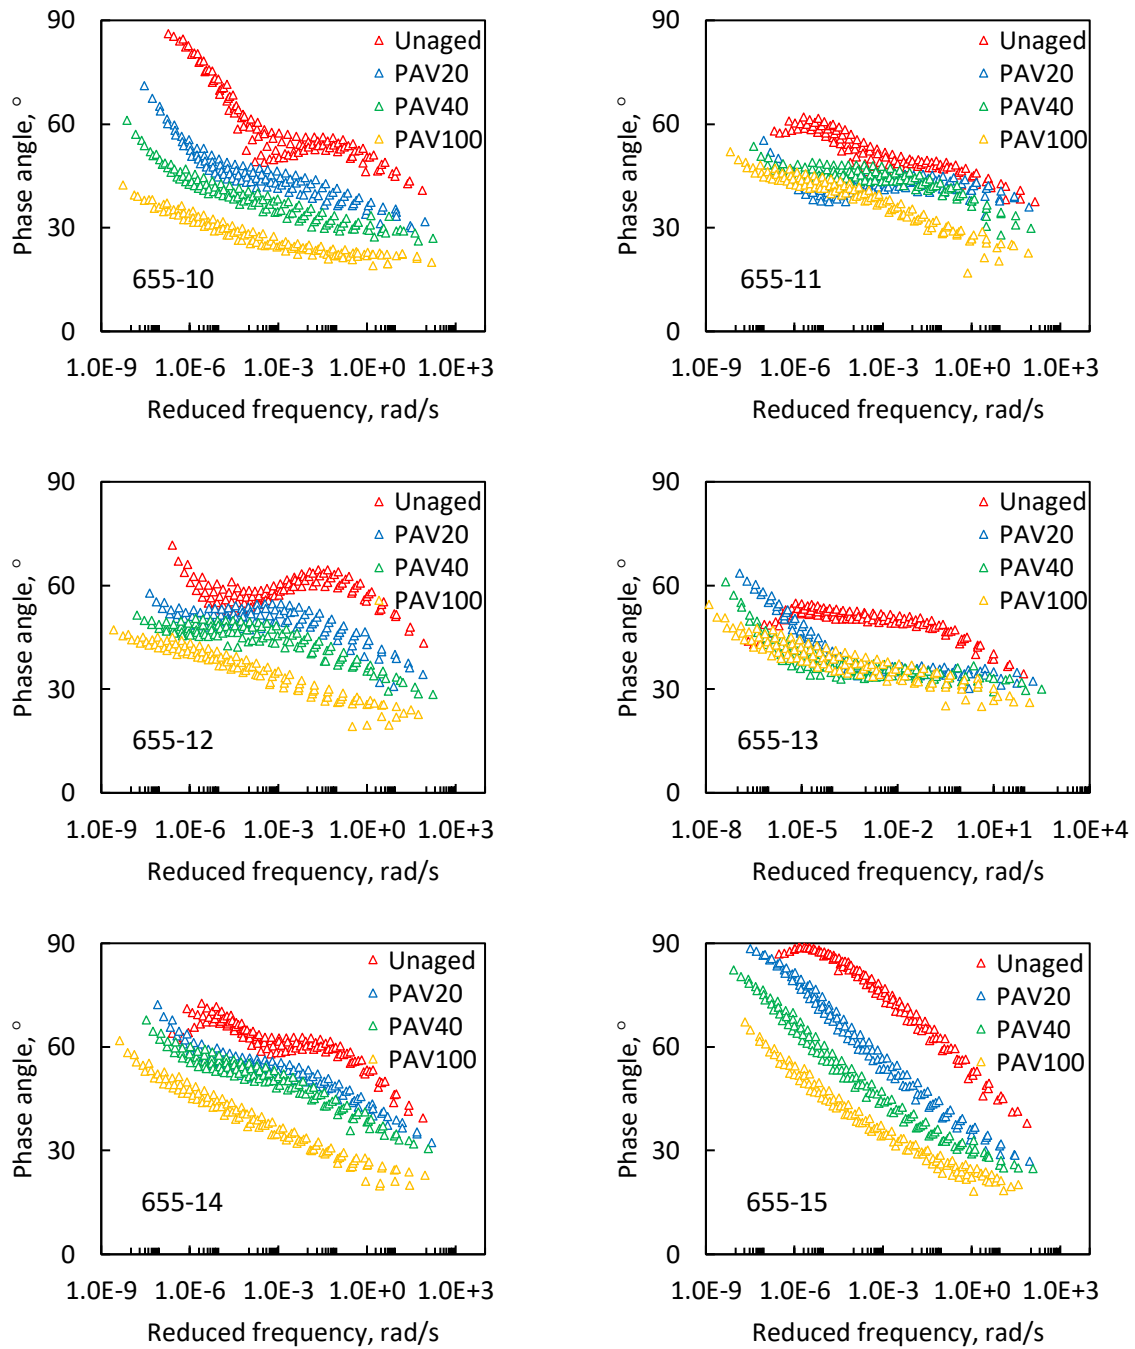 90
60
30
0
Phase angle, °
Unaged
PAV20
PAV40
PAV100
655-10
1.0E-9 1.0E-6 1.0E-3 1.0E+0 1.0E+3
Reduced frequency, rad/s
90
60
30
0
Phase angle, °
Unaged
PAV20
PAV40
PAV100
655-11
1.0E-9 1.0E-6 1.0E-3 1.0E+0 1.0E+3
Reduced frequency, rad/s
90
60
30
0
Phase angle, °
Unaged
PAV20
PAV40
PAV100
655-12
1.0E-9 1.0E-6 1.0E-3 1.0E+0 1.0E+3
Reduced frequency, rad/s
90
60
30
0
Phase angle, °
Unaged
PAV20
PAV40
PAV100
655-13
1.0E-8 1.0E-5 1.0E-2 1.0E+1 1.0E+4
Reduced frequency, rad/s
90
60
30
0
Phase angle, °
Unaged
PAV20
PAV40
PAV100
655-14
1.0E-9 1.0E-6 1.0E-3 1.0E+0 1.0E+3
Reduced frequency, rad/s
90
60
30
0
Phase angle, °
Unaged
PAV20
PAV40
PAV100
655-15
1.0E-9 1.0E-6 1.0E-3 1.0E+0 1.0E+3
Reduced frequency, rad/s